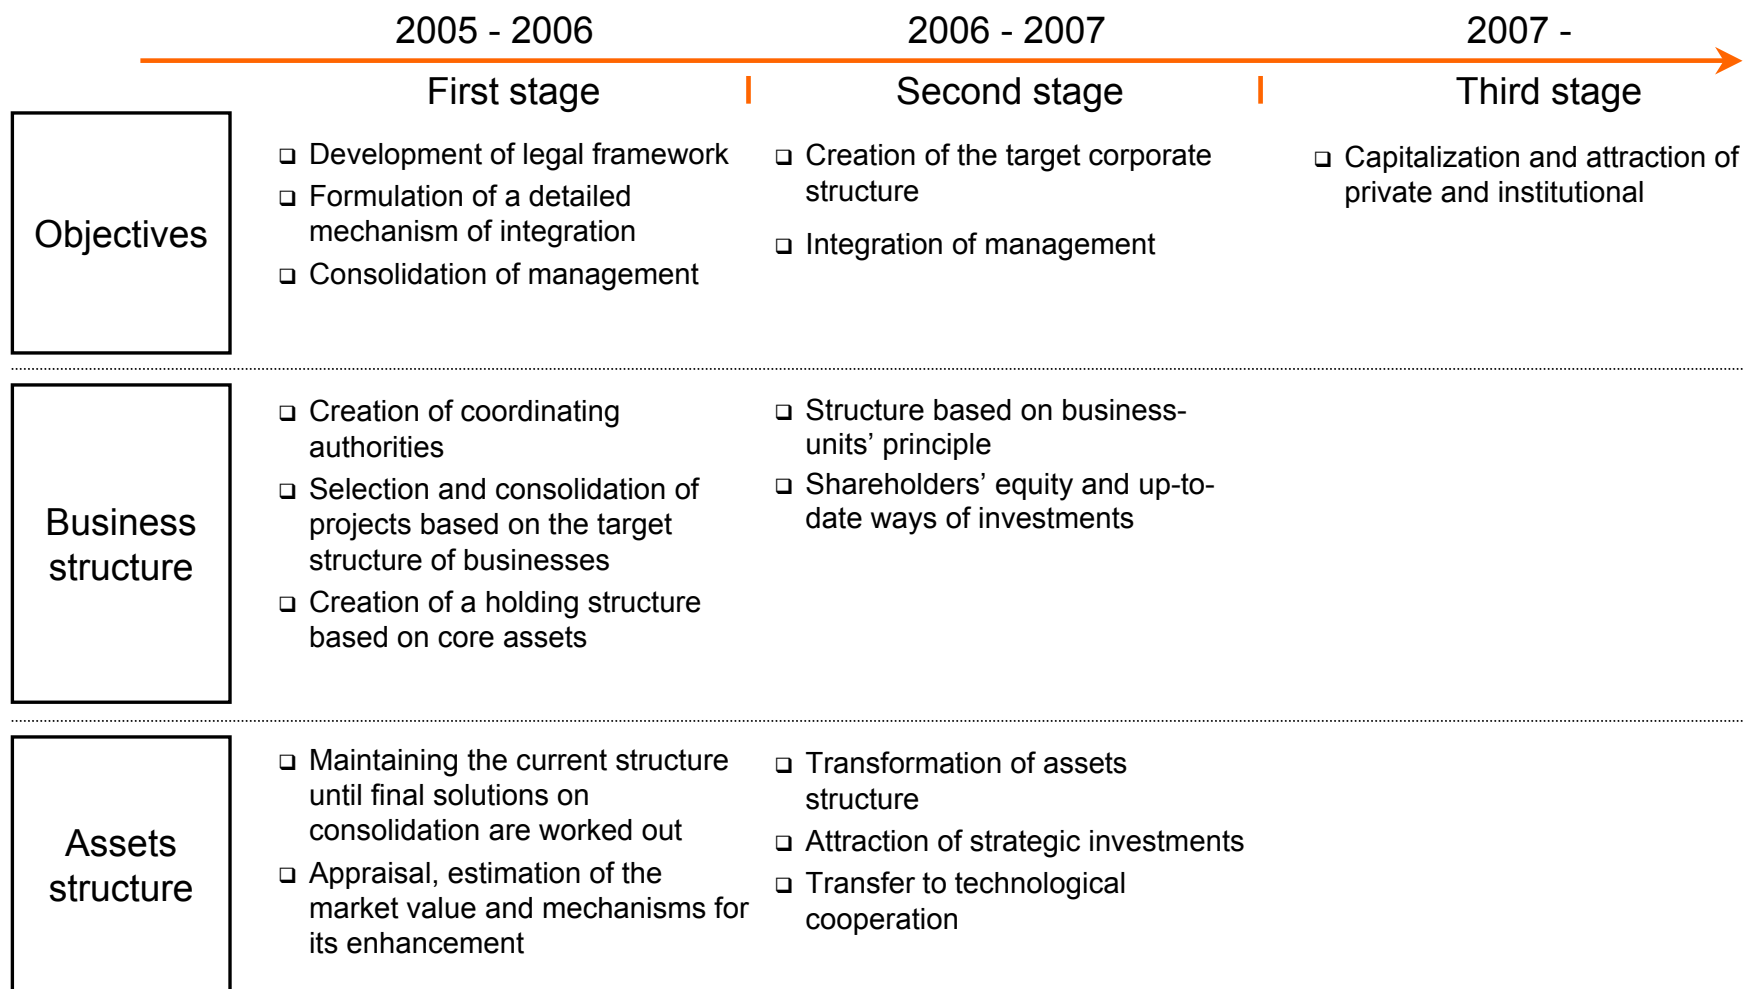 2005 - 2006
2006 - 2007
2007 -
First stage
Second stage
Third stage
Objectives
Development of legal framework
Formulation of a detailed
mechanism of integration
Consolidation of management
Creation of the target corporate
structure
Integration of management
Capitalization and attraction of
private and institutional
Business
structure
Creation of coordinating
authorities
Selection and consolidation of
projects based on the target
structure of businesses
Creation of a holding structure
based on core assets
Structure based on business-
units’ principle
Shareholders’ equity and up-to-
date ways of investments
Assets
structure
Maintaining the current structure
until final solutions on
consolidation are worked out
Appraisal, estimation of the
market value and mechanisms for
its enhancement
Transformation of assets
structure
Attraction of strategic investments
Transfer to technological
cooperation